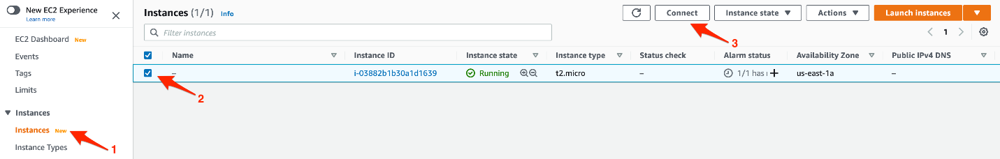 New EC2 Experience
Learn more
EC2 Dashboard New
Events
Tags
Limits
Instances
Instances New
1
Instance Types
Instances (1/1) Info
Connect
Instance state
Actions
Launch instances
Filter instances
3
1
Name Instance ID Instance state Instance type Status check Alarm status Availability Zone Public IPv4 DNS
– i-03882b1b30a1d1639 Running t2.micro – 1/1 has us-east-1a –
2